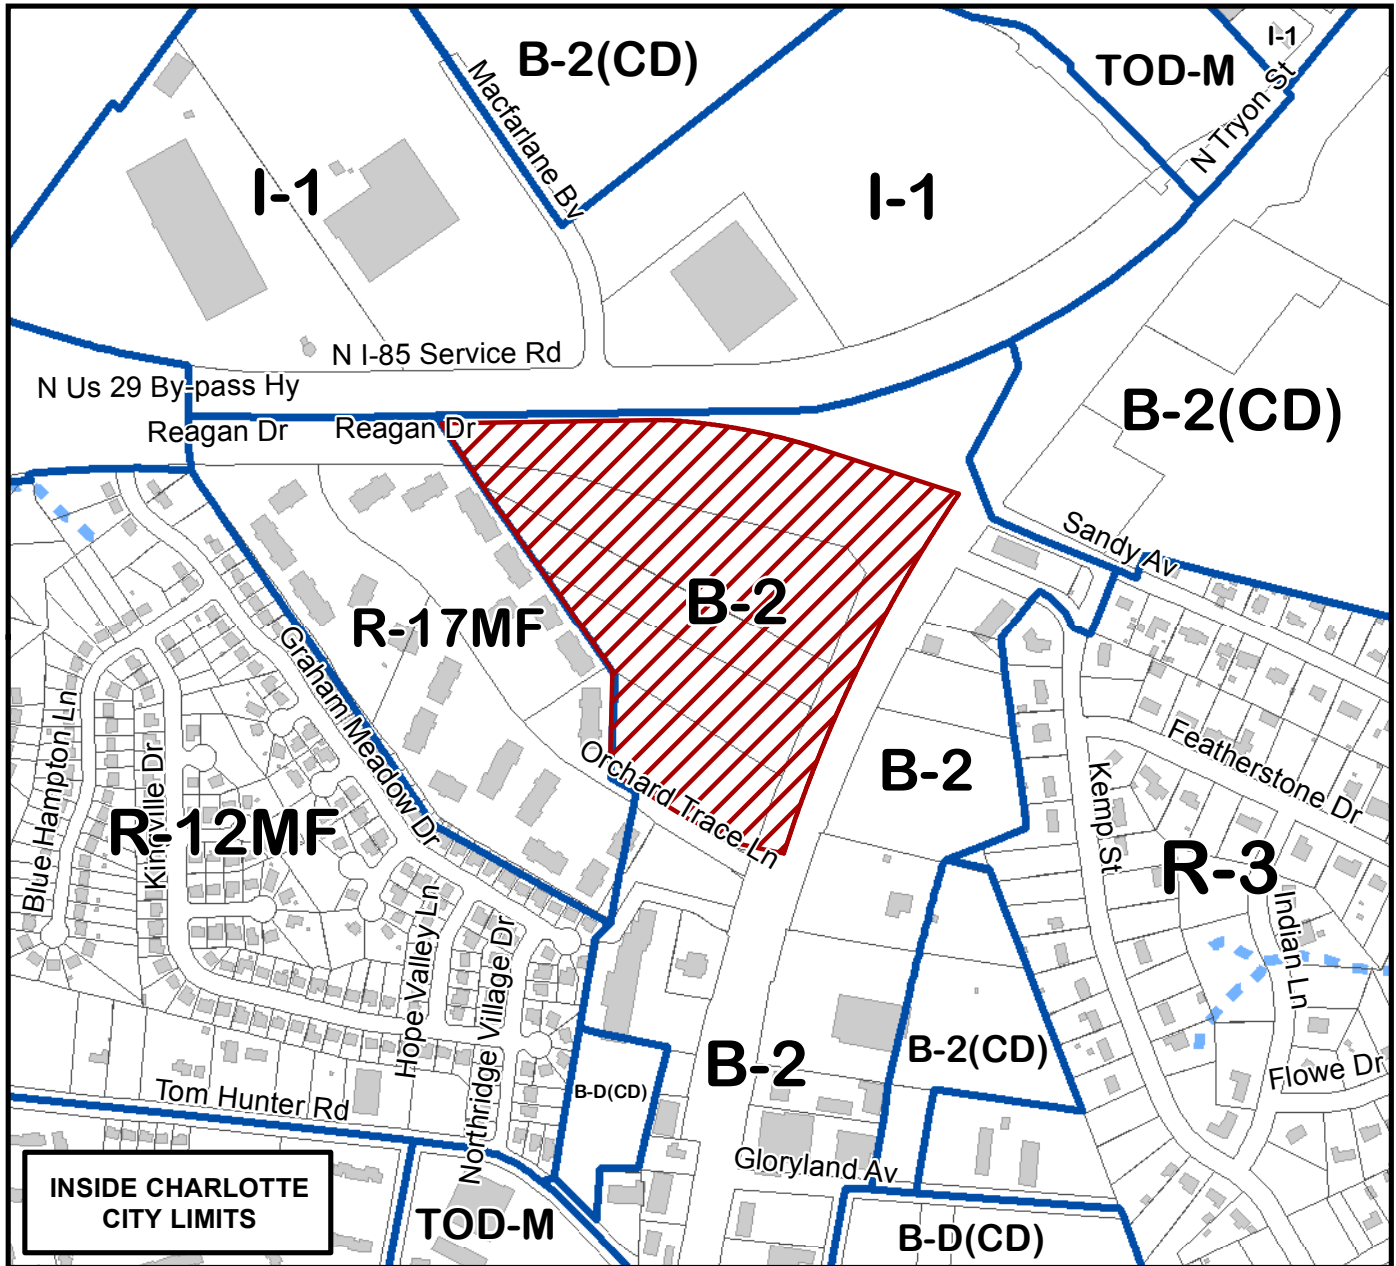 B-2(CD)
I-1
TOD-M
Macfarlane Bv
N Tryon St
I-1
I-1
N I-85 Service Rd
N Us 29 By-pass Hy
Reagan Dr
Reagan Dr
B-2(CD)
Sandy Av
B-2
R-17MF
Graham Meadow Dr
Blue Hampton Ln
Kingville Dr
R-12MF
Orchard Trace Ln
B-2
Kemp St
Featherstone Dr
R-3
Indian Ln
Hope Valley Ln
Northridge Village Dr
B-2
B-2(CD)
B-D(CD)
Flowe Dr
Tom Hunter Rd
Gloryland Av
INSIDE CHARLOTTE
CITY LIMITS
TOD-M
B-D(CD)